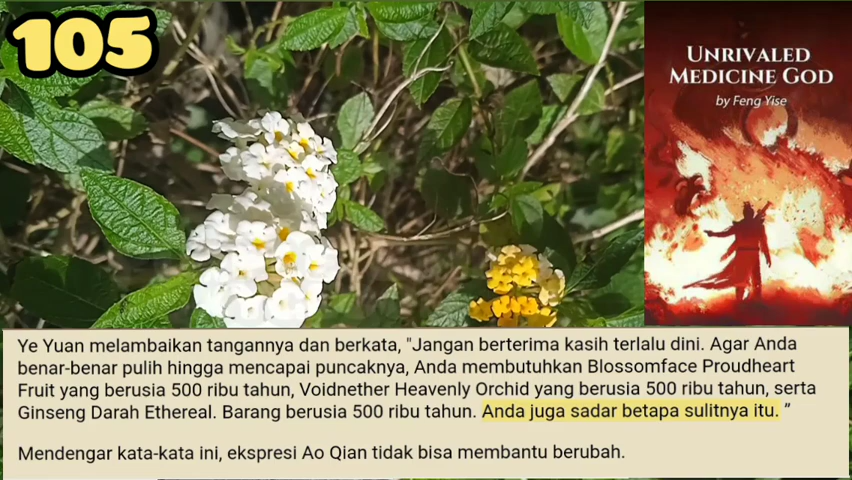 105
UNRIVALED
MEDICINE GOD
by Feng Yise
Ye Yuan melambaikan tangannya dan berkata, "Jangan berterima kasih terlalu dini. Agar Anda
benar-benar pulih hingga mencapai puncaknya, Anda membutuhkan Blossomface Proudheart
Fruit yang berusia 500 ribu tahun, Voidnether Heavenly Orchid yang berusia 500 ribu tahun, serta
Ginseng Darah Ethereal. Barang berusia 500 ribu tahun. Anda juga sadar betapa sulitnya itu. "
Mendengar kata-kata ini, ekspresi Ao Qian tidak bisa membantu berubah.